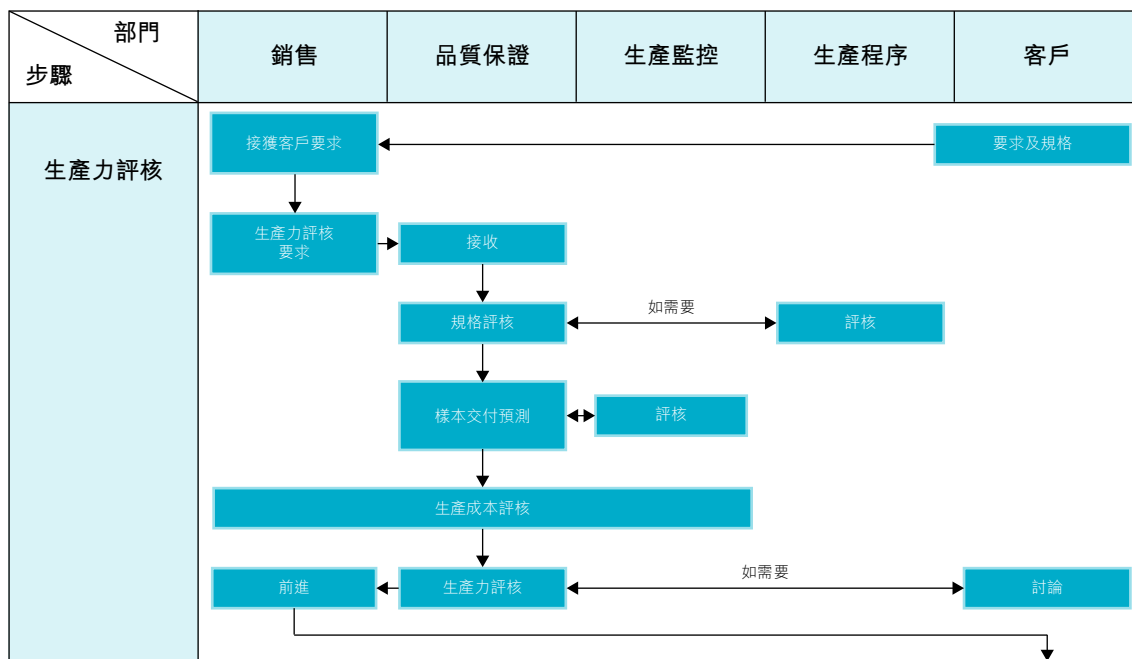 部門
步驟
銷售
品質保證
生產監控
生產程序
客戶
生產力評核
接獲客戶要求
要求及規格
生產力評核
要求
接收
規格評核
如需要
評核
樣本交付預測
評核
生產成本評核
前進
生產力評核
如需要
討論